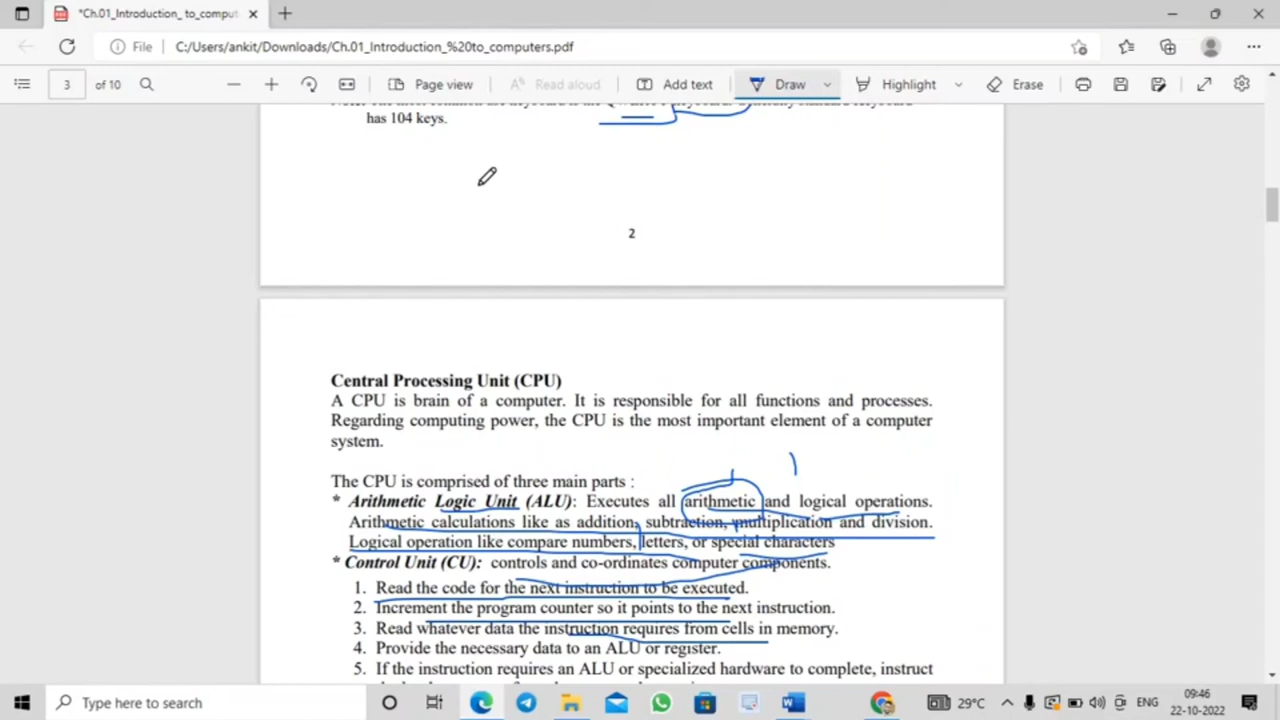 *Ch.01_Introduction_ to_comput
File
C:/Users/ankit/Downloads/Ch.01_Introduction_%20to_computers.pdf
3 of 10
Page view
Read aloud
Add text
Draw
Highlight
Erase
has 104 keys.
2
Central Processing Unit (CPU)
A CPU is brain of a computer. It is responsible for all functions and processes.
Regarding computing power, the CPU is the most important element of a computer
system.
The CPU is comprised of three main parts :
* Arithmetic Logic Unit (ALU): Executes all arithmetic and logical operations.
Arithmetic calculations like as addition, subtraction, multiplication and division.
Logical operation like compare numbers, letters, or special characters
* Control Unit (CU): controls and co-ordinates computer components.
1. Read the code for the next instruction to be executed.
2. Increment the program counter so it points to the next instruction.
3. Read whatever data the instruction requires from cells in memory.
4. Provide the necessary data to an ALU or register.
5. If the instruction requires an ALU or specialized hardware to complete, instruct
Type here to search
29°C
ENG
09:46
22-10-2022